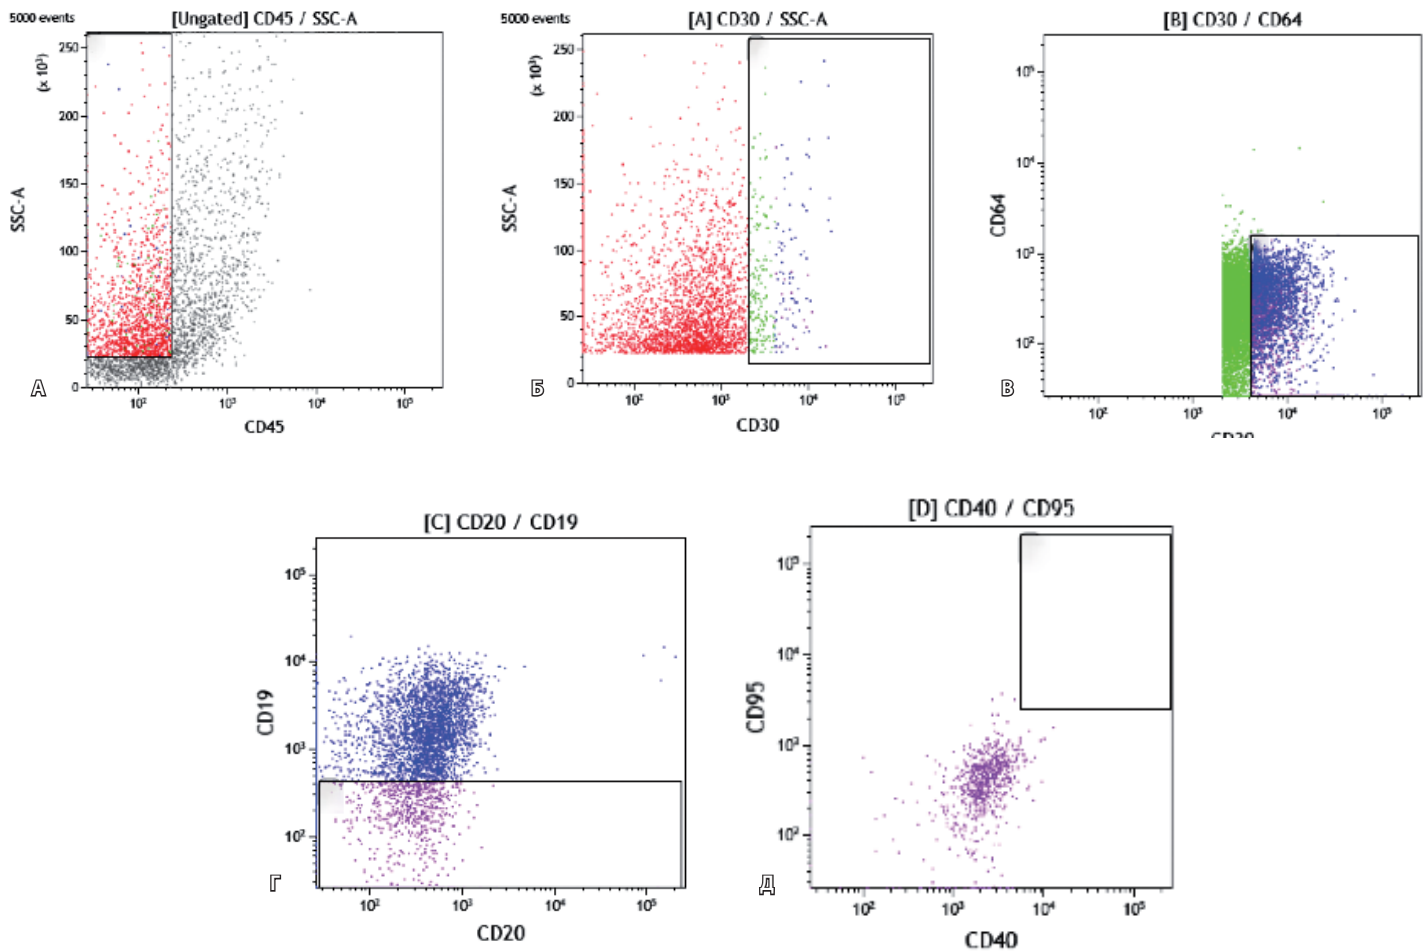 5000 events
[Ungated] CD45 / SSC-A
(x 10³)
SSC-A
250
200
150
100
50
0
10² 10³ 10⁴ 10⁵
CD45
А
5000 events
[A] CD30 / SSC-A
(x 10³)
SSC-A
250
200
150
100
50
0
10² 10³ 10⁴ 10⁵
CD30
Б
[B] CD30 / CD64
CD64
10⁵
10⁴
10³
10²
10² 10³ 10⁴ 10⁵
В
[C] CD20 / CD19
CD19
10⁵
10⁴
10³
10²
10² 10³ 10⁴ 10⁵
CD20
Г
[D] CD40 / CD95
CD95
10⁵
10⁴
10³
10²
10² 10³ 10⁴ 10⁵
CD40
Д